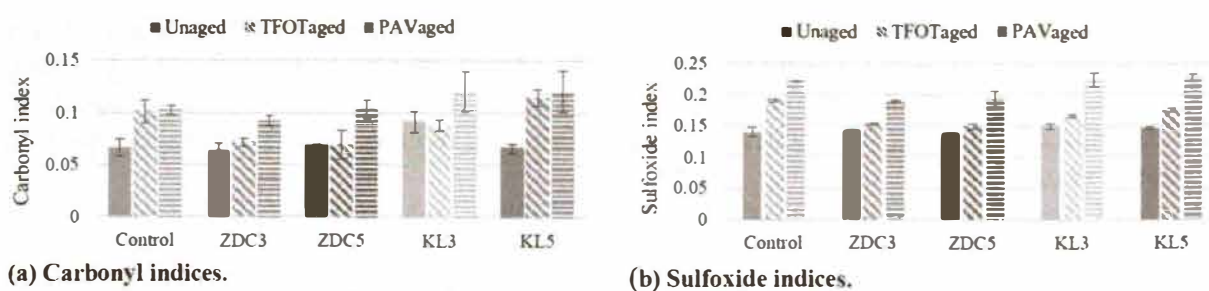 Unaged TFOTaged PAVaged
0.15
0.1
0.05
0
Carbonyl index
Control ZDC3 ZDC5 KL3 KL5
(a) Carbonyl indices.
Unaged TFOTaged PAVaged
0.25
0.2
0.15
0.1
0.05
0
Sulfoxide index
Control ZDC3 ZDC5 KL3 KL5
(b) Sulfoxide indices.